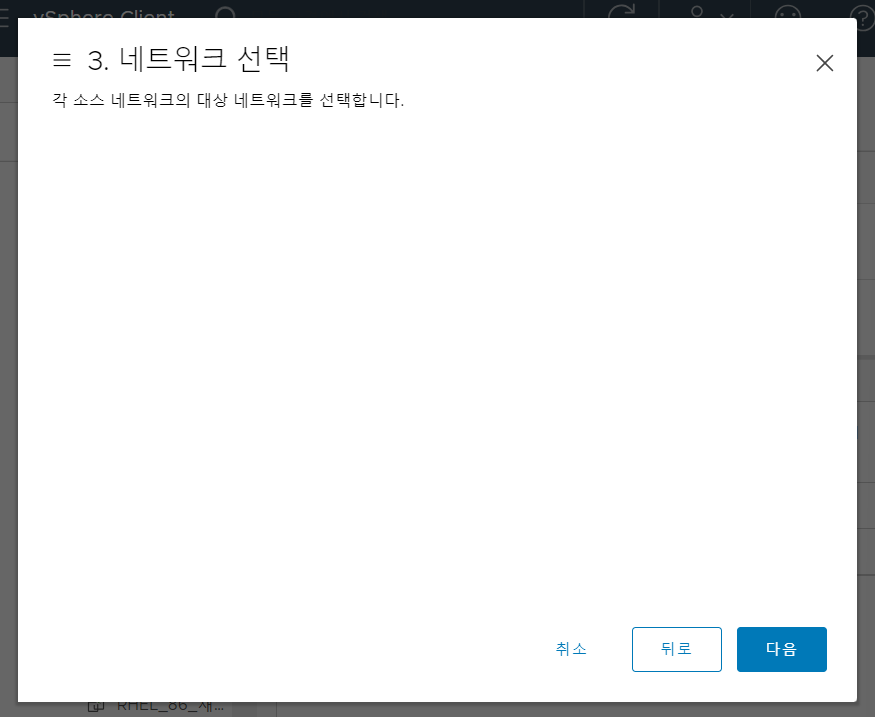 vSphere Client
3. 네트워크 선택
각 소스 네트워크의 대상 네트워크를 선택합니다.
취소
뒤로
다음
RHEL_86_재...